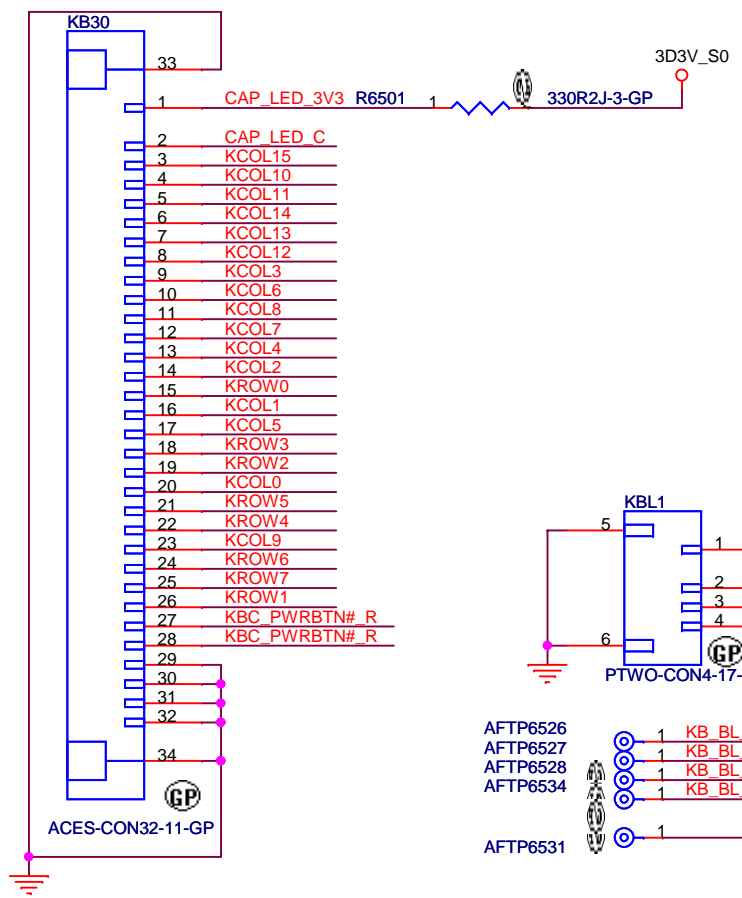 KB30
33
1 CAP_LED_3V3 R6501 1 330R2J-3-GP 3D3V_S0
2 CAP_LED_C
3 KCOL15
4 KCOL10
5 KCOL11
6 KCOL14
7 KCOL13
8 KCOL12
9 KCOL3
10 KCOL6
11 KCOL8
12 KCOL7
13 KCOL4
14 KCOL2
15 KROW0
16 KCOL1
17 KCOL5
18 KROW3
19 KROW2
20 KCOL0
21 KROW5
22 KROW4
23 KCOL9
24 KROW6
25 KROW7
26 KROW1
27 KBC_PWRBTN#_R
28 KBC_PWRBTN#_R
29
30
31
32
34
GP
ACES-CON32-11-GP
KBL1
5
1
2
3
4
6
GP
PTWO-CON4-17-
AFTP6526 1 KB_BL_
AFTP6527 1 KB_BL_
AFTP6528 1 KB_BL_
AFTP6534 1 KB_BL_
AFTP6531 1